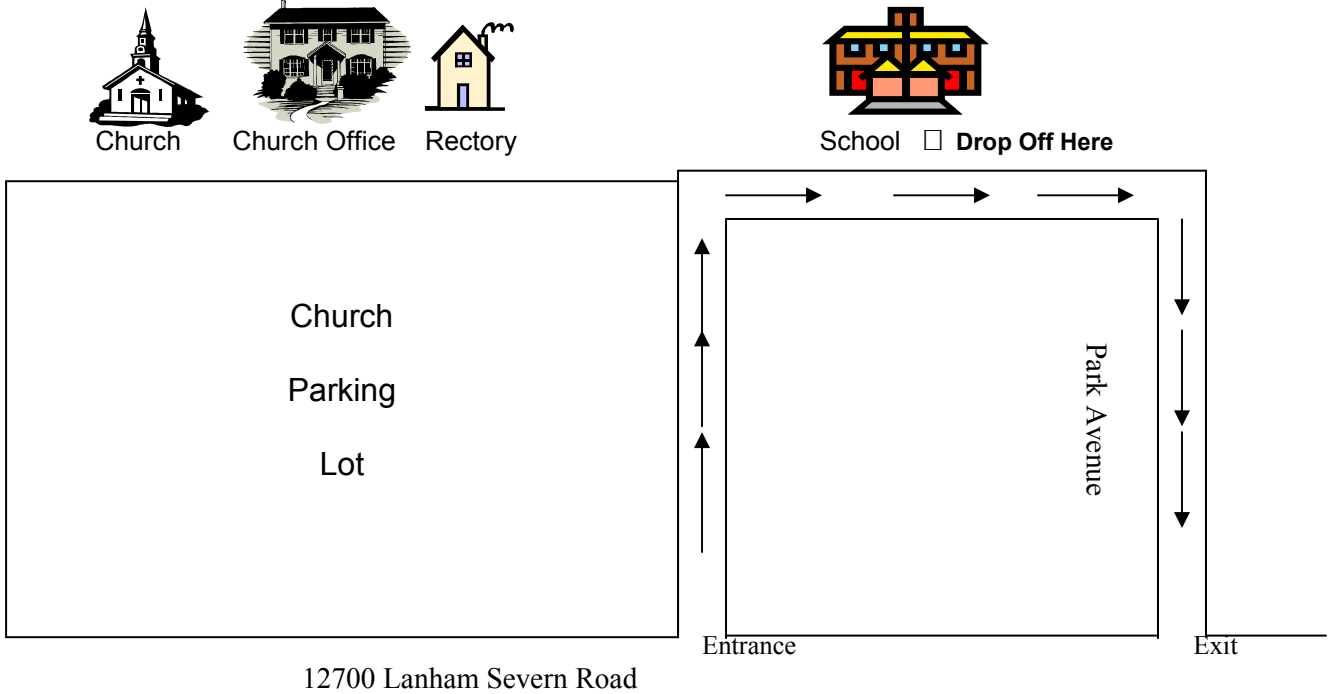 Church
Church Office
Rectory
School □ Drop Off Here
Church
Parking
Lot
Park Avenue
Entrance
Exit
12700 Lanham Severn Road